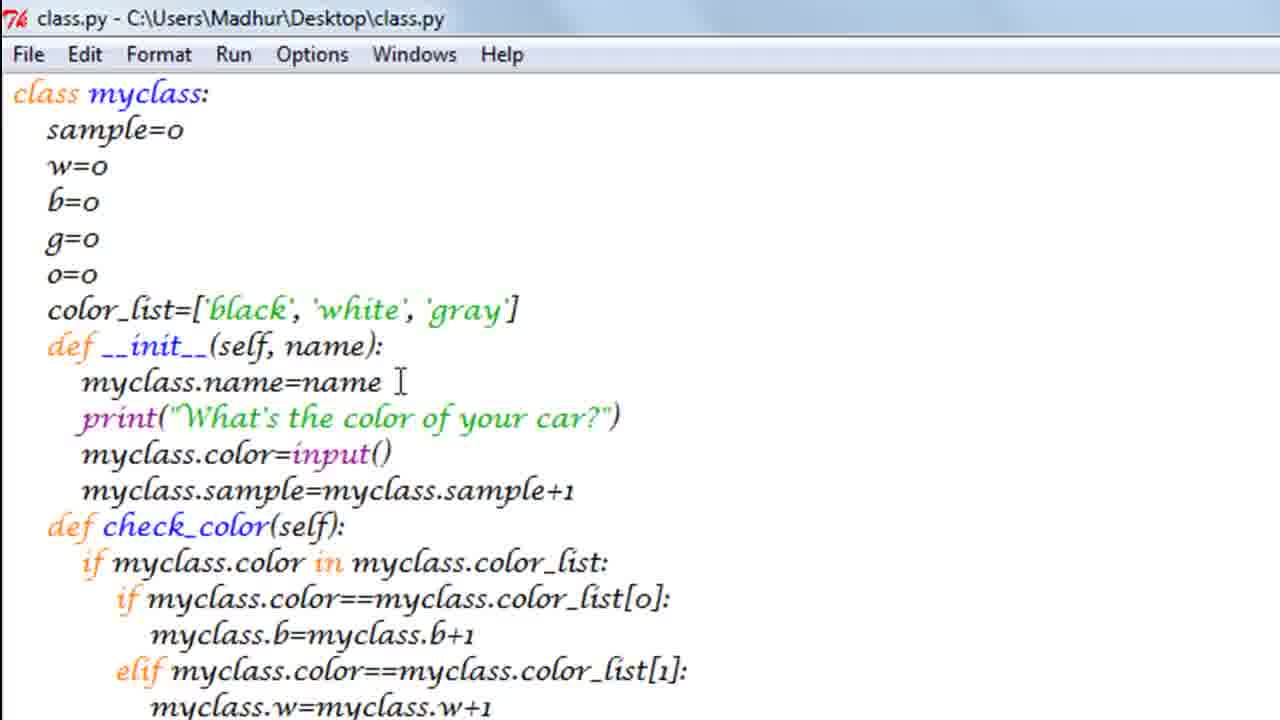 class.py - C:\Users\Madhur\Desktop\class.py
File Edit Format Run Options Windows Help
class myclass:
    sample=0
    w=0
    b=0
    g=0
    o=0
    color_list=['black', 'white', 'gray']
    def __init__(self, name):
        myclass.name=name
        print("What's the color of your car?")
        myclass.color=input()
        myclass.sample=myclass.sample+1
    def check_color(self):
        if myclass.color in myclass.color_list:
            if myclass.color==myclass.color_list[0]:
                myclass.b=myclass.b+1
            elif myclass.color==myclass.color_list[1]:
                myclass.w=myclass.w+1